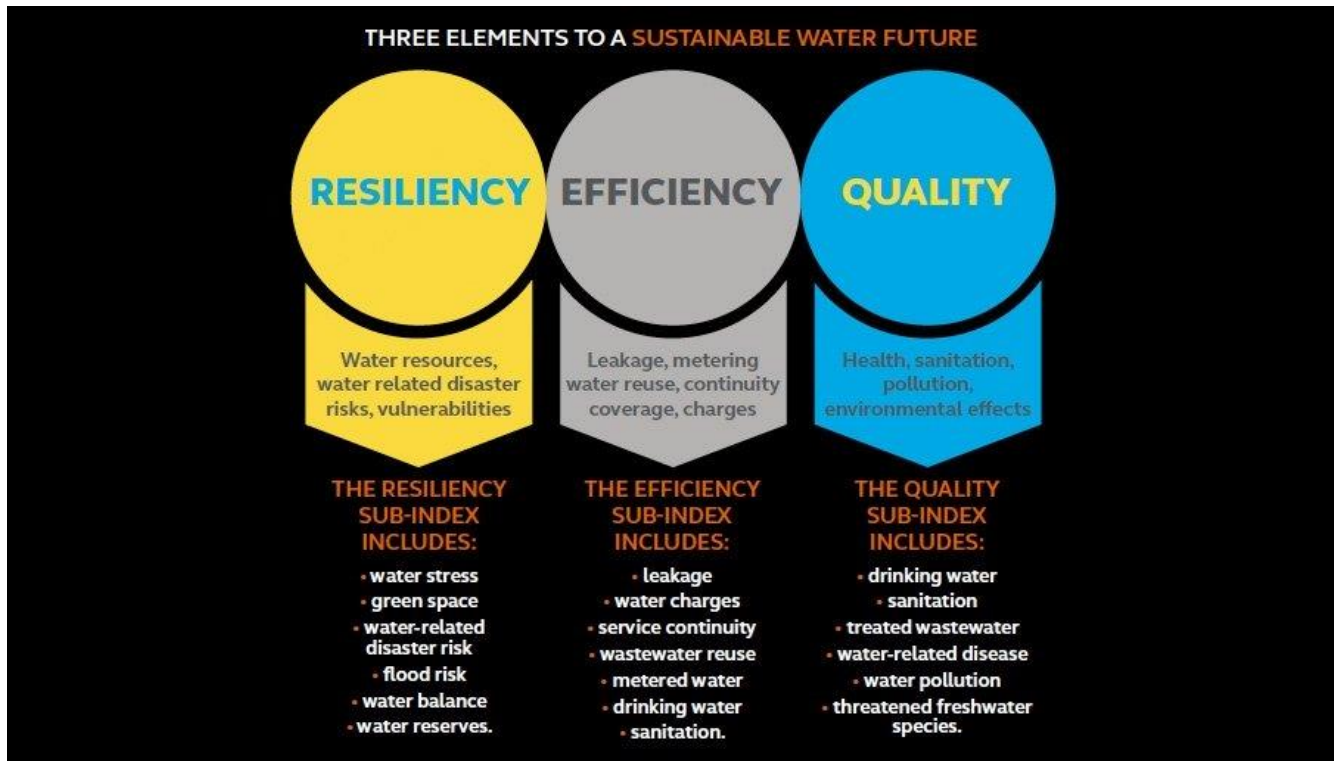 THREE ELEMENTS TO A SUSTAINABLE WATER FUTURE
RESILIENCY
Water resources,
water related disaster
risks, vulnerabilities
THE RESILIENCY
SUB-INDEX
INCLUDES:
• water stress
• green space
• water-related
disaster risk
• flood risk
• water balance
• water reserves.
EFFICIENCY
Leakage, metering
water reuse, continuity
coverage, charges
THE EFFICIENCY
SUB-INDEX
INCLUDES:
• leakage
• water charges
• service continuity
• wastewater reuse
• metered water
• drinking water
• sanitation.
QUALITY
Health, sanitation,
pollution,
environmental effects
THE QUALITY
SUB-INDEX
INCLUDES:
• drinking water
• sanitation
• treated wastewater
• water-related disease
• water pollution
• threatened freshwater
species.